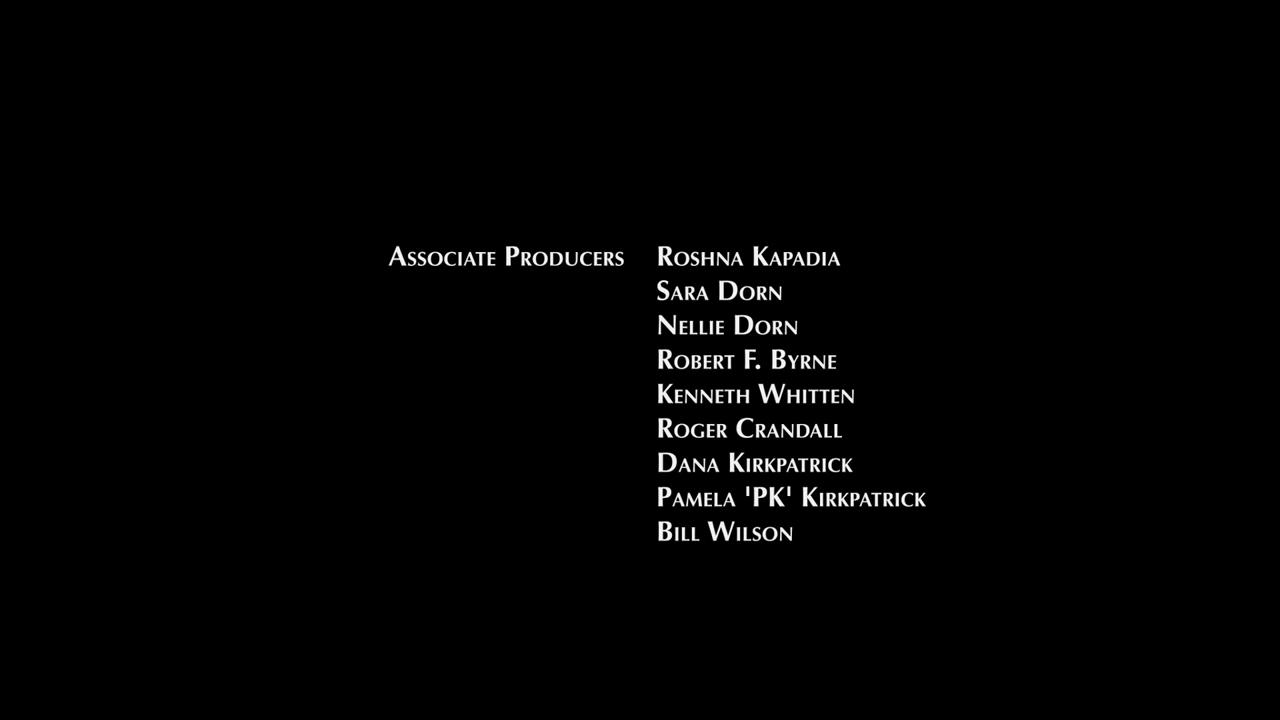 Associate Producers Roshna Kapadia
Sara Dorn
Nellie Dorn
Robert F. Byrne
Kenneth Whitten
Roger Crandall
Dana Kirkpatrick
Pamela 'PK' Kirkpatrick
Bill Wilson